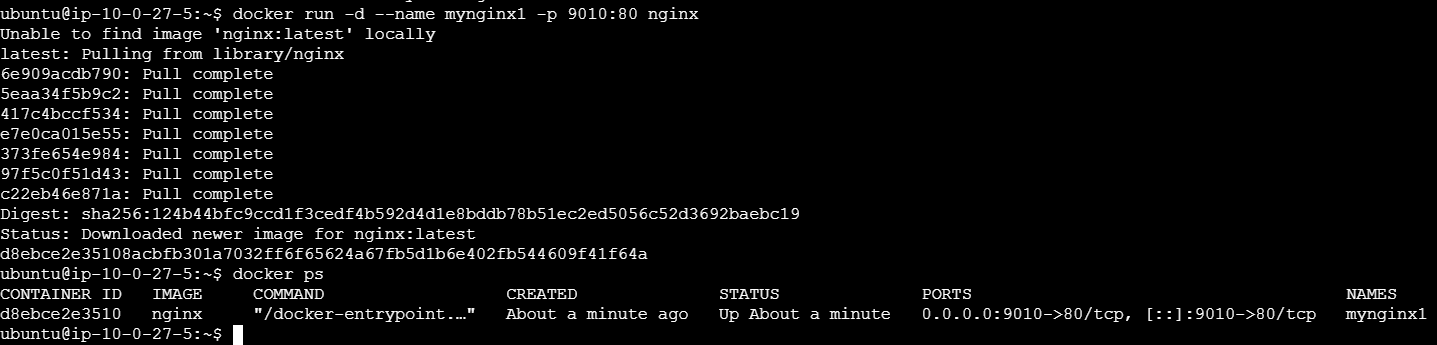 ubuntu@ip-10-0-27-5:~$ docker run -d --name mynginx1 -p 9010:80 nginx
Unable to find image 'nginx:latest' locally
latest: Pulling from library/nginx
6e909acdb790: Pull complete
5eaa34f5b9c2: Pull complete
417c4bccf534: Pull complete
e7e0ca015e55: Pull complete
373fe654e984: Pull complete
97f5c0f51d43: Pull complete
c22eb46e871a: Pull complete
Digest: sha256:124b44bfc9ccd1f3cedf4b592d4d1e8bddb78b51ec2ed5056c52d3692baebc19
Status: Downloaded newer image for nginx:latest
d8ebce2e35108acbfb301a7032ff6f65624a67fb5d1b6e402fb544609f41f64a
ubuntu@ip-10-0-27-5:~$ docker ps
CONTAINER ID   IMAGE     COMMAND                  CREATED              STATUS              PORTS                                     NAMES
d8ebce2e3510   nginx     "/docker-entrypoint.…"   About a minute ago   Up About a minute   0.0.0.0:9010->80/tcp, [::]:9010->80/tcp   mynginx1
ubuntu@ip-10-0-27-5:~$